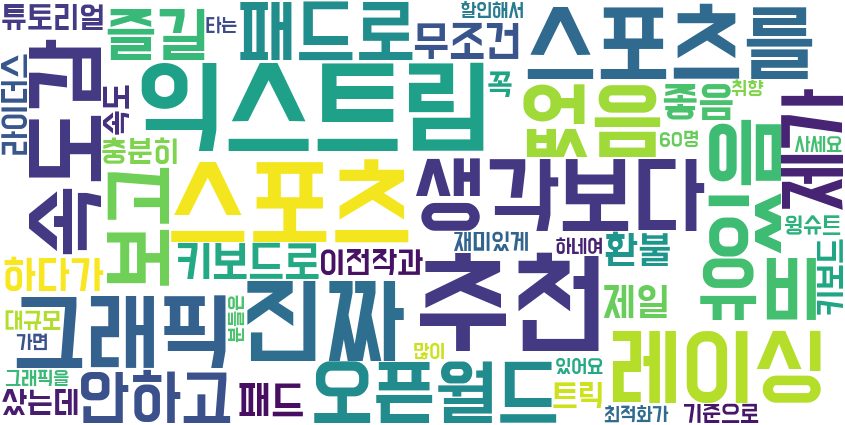 튜토리얼
즐길
타는
패드로
무조건
할인해서
스포츠를
라이더스
속도감
속도
익스트림
꼭
없음
좋음
취향
60명
사세요
제가
충분히
보고
스포츠
생각보다
있음
윙슈트
하다가
키보드로
이전작과
재미있게
하네여
환불
유비
키보드
대규모
가면
그래픽
분들은
진짜
추천
제일
많이
레이싱
그래픽을
샀는데
안하고
패드
오픈월드
있어요
트릭
최적화가
기준으로